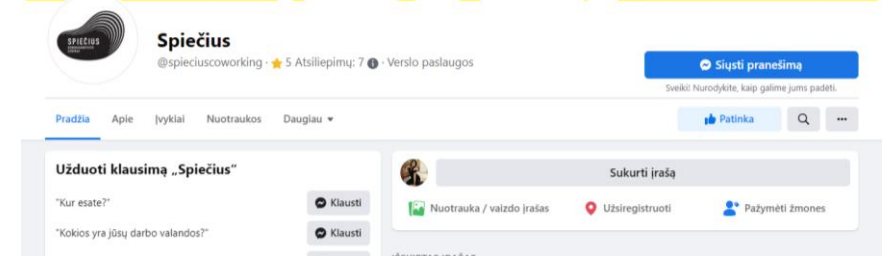 SPIEČIUS
Spiečius
@spieciuscoworking · 5 Atsiliepimų: 7 · Verslo paslaugos
Siųsti pranešimą
Sveiki! Nurodykite, kaip galime jums padėti.
Pradžia Apie Įvykiai Nuotraukos Daugiau
Patinka
Užduoti klausimą „Spiečius“
"Kur esate?" Klausti
"Kokios yra jūsų darbo valandos?" Klausti
Sukurti įrašą
Nuotrauka / vaizdo įrašas Užsiregistruoti Pažymėti žmones